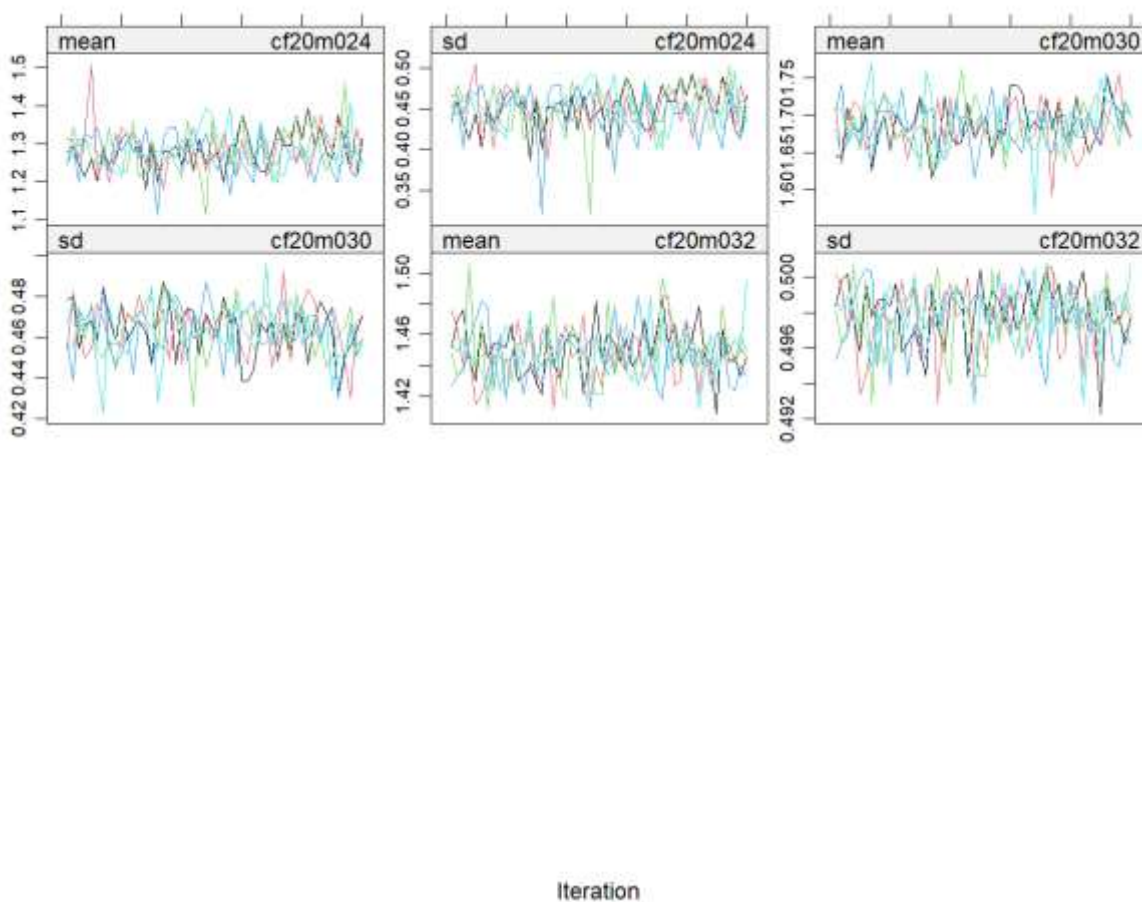 mean cf20m024 sd cf20m024 mean cf20m030
1.1 1.2 1.3 1.4 1.5
0.35 0.40 0.45 0.50
1.60 1.65 1.70 1.75
sd cf20m030 mean cf20m032 sd cf20m032
0.42 0.44 0.46 0.48
1.42 1.46 1.50
0.492 0.496 0.500
Iteration